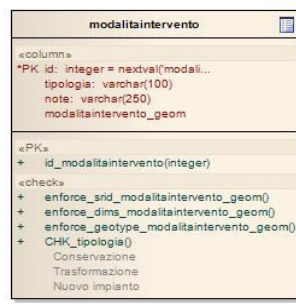 modalitaintervento
«column»
*PK id: integer = nextval('modali...
tipologia: varchar(100)
note: varchar(250)
modalitaintervento_geom
«PK»
+ id_modalitaintervento(integer)
«check»
+ enforce_srid_modalitaintervento_geom()
+ enforce_dims_modalitaintervento_geom()
+ enforce_geotype_modalitaintervento_geom()
+ CHK_tipologia()
Conservazione
Trasformazione
Nuovo impianto